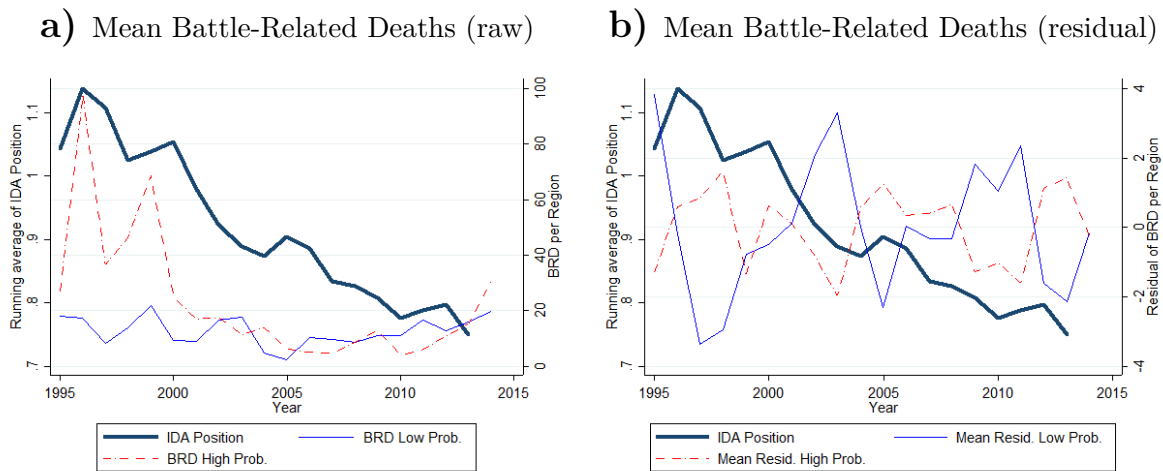 a) Mean Battle-Related Deaths (raw)
Running average of IDA Position
1.1
1
.9
.8
.7
100
80
60
40
20
0
BRD per Region
1995 2000 2005 2010 2015
Year
IDA Position BRD Low Prob.
BRD High Prob.
b) Mean Battle-Related Deaths (residual)
Running average of IDA Position
1.1
1
.9
.8
.7
4
2
0
-2
-4
Residual of BRD per Region
1995 2000 2005 2010 2015
Year
IDA Position Mean Resid. Low Prob.
Mean Resid. High Prob.